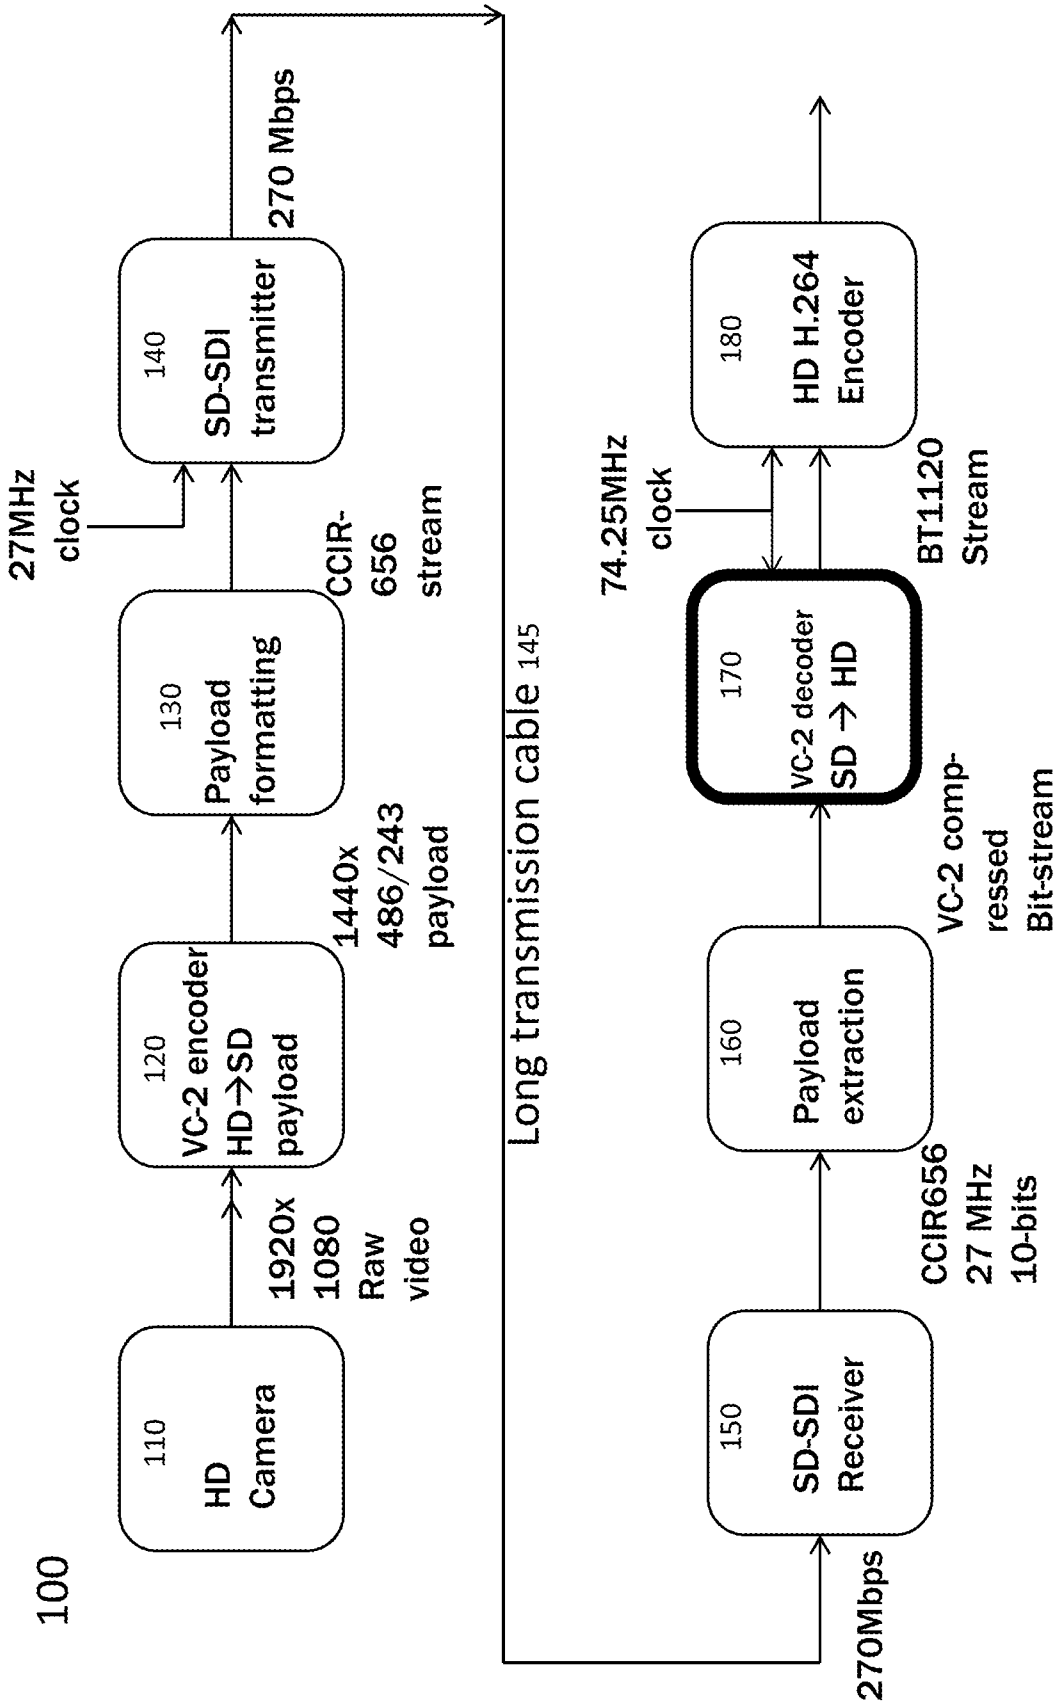 100
110
HD
Camera
1920x
1080
Raw
video
120
VC-2 encoder
HD→SD
payload
1440x
486/243
payload
130
Payload
formatting
CCIR-
656
stream
27MHz
clock
140
SD-SDI
transmitter
270 Mbps
Long transmission cable 145
270Mbps
150
SD-SDI
Receiver
CCIR656
27 MHz
10-bits
160
Payload
extraction
VC-2 comp-
ressed
Bit-stream
170
VC-2 decoder
SD → HD
74.25MHz
clock
BT1120
Stream
180
HD H.264
Encoder